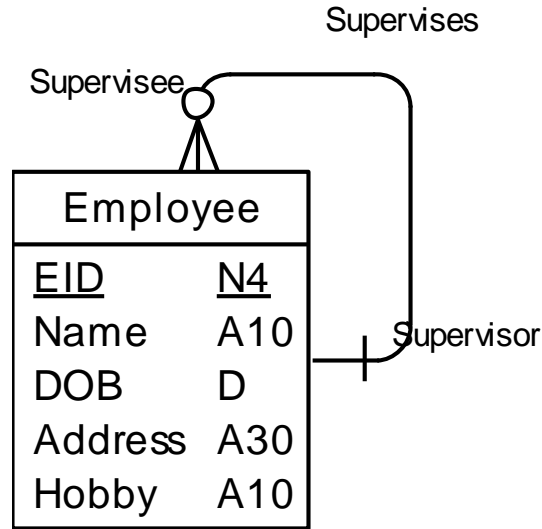 Supervises
Supervisee
Employee
EID N4
Name A10
Supervisor
DOB D
Address A30
Hobby A10